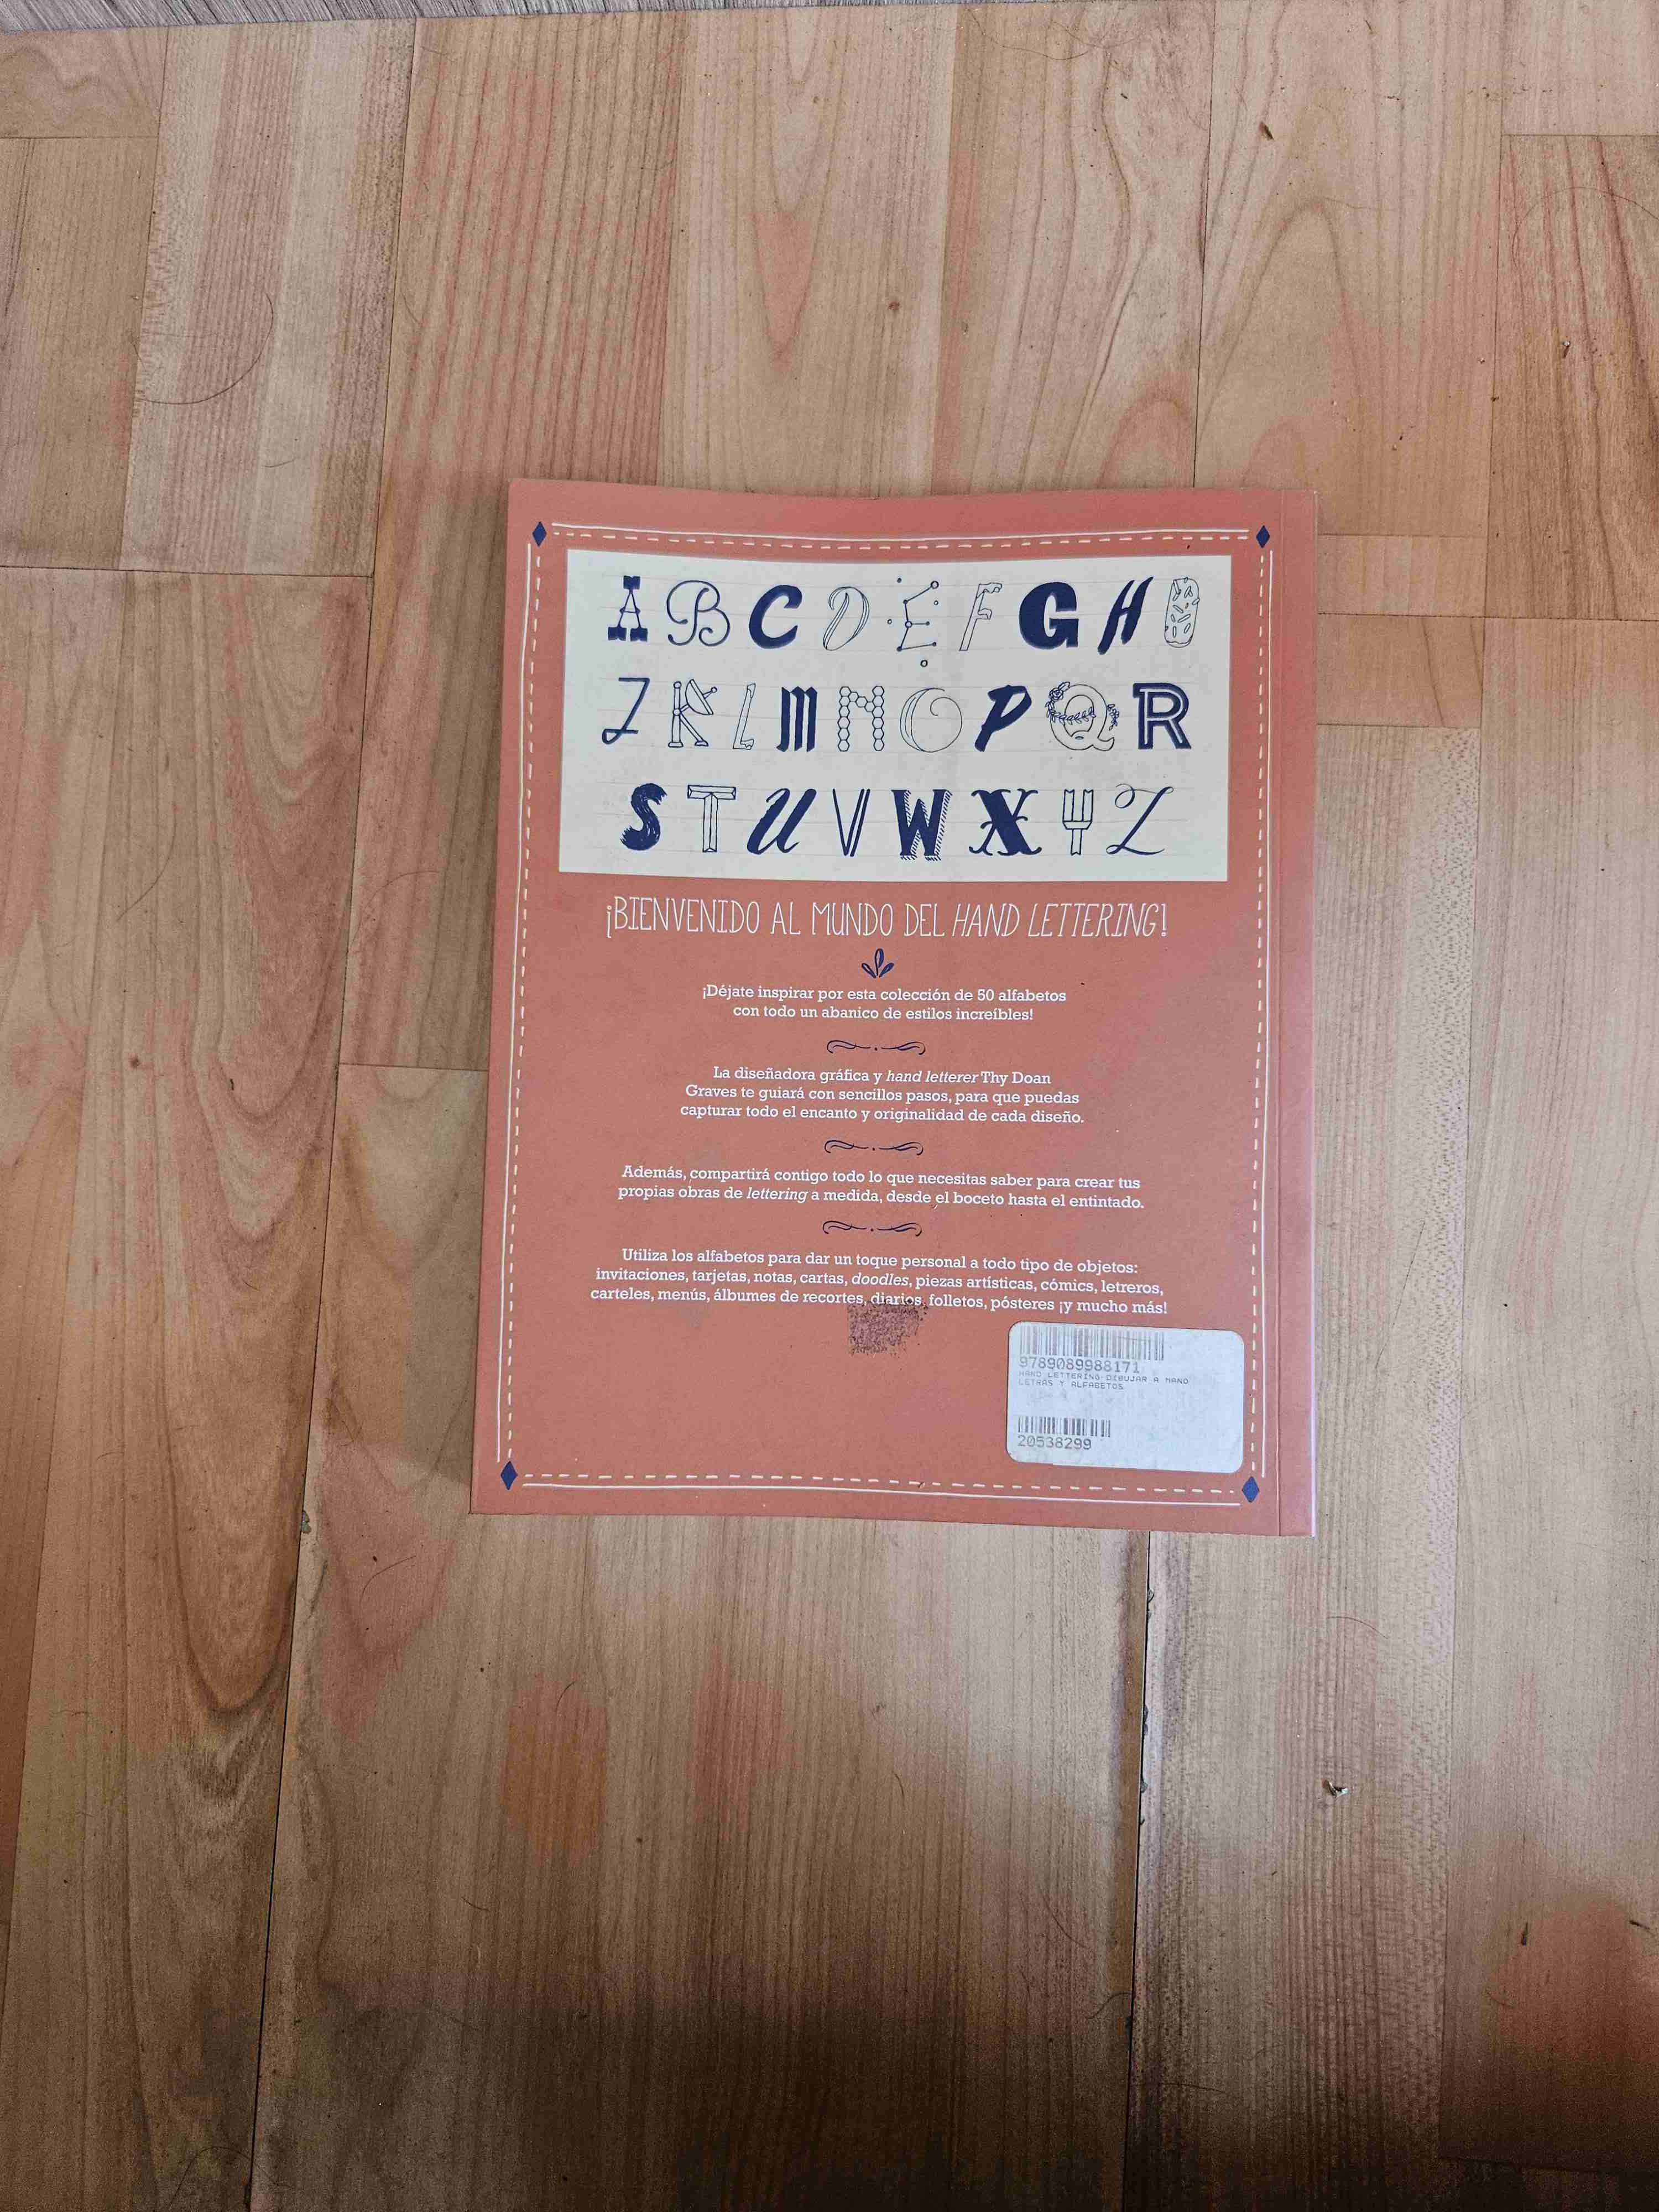 A B C D E F G H I
J K L M N O P Q R
S T U V W X Y Z
¡BIENVENIDO AL MUNDO DEL HAND LETTERING!
¡Déjate inspirar por esta colección de 50 alfabetos
con todo un abanico de estilos increíbles!
La diseñadora gráfica y hand letterer Thy Doan
Graves te guiará con sencillos pasos, para que puedas
capturar todo el encanto y originalidad de cada diseño.
Además, compartirá contigo todo lo que necesitas saber para crear tus
propias obras de lettering a medida, desde el boceto hasta el entintado.
Utiliza los alfabetos para dar un toque personal a todo tipo de objetos:
invitaciones, tarjetas, notas, cartas, doodles, piezas artísticas, cómics, letreros,
carteles, menús, álbumes de recortes, diarios, folletos, pósteres ¡y mucho más!
9789089988171
HAND LETTERING DIBUJAR A MANO
LETRAS Y ALFABETOS
20538299